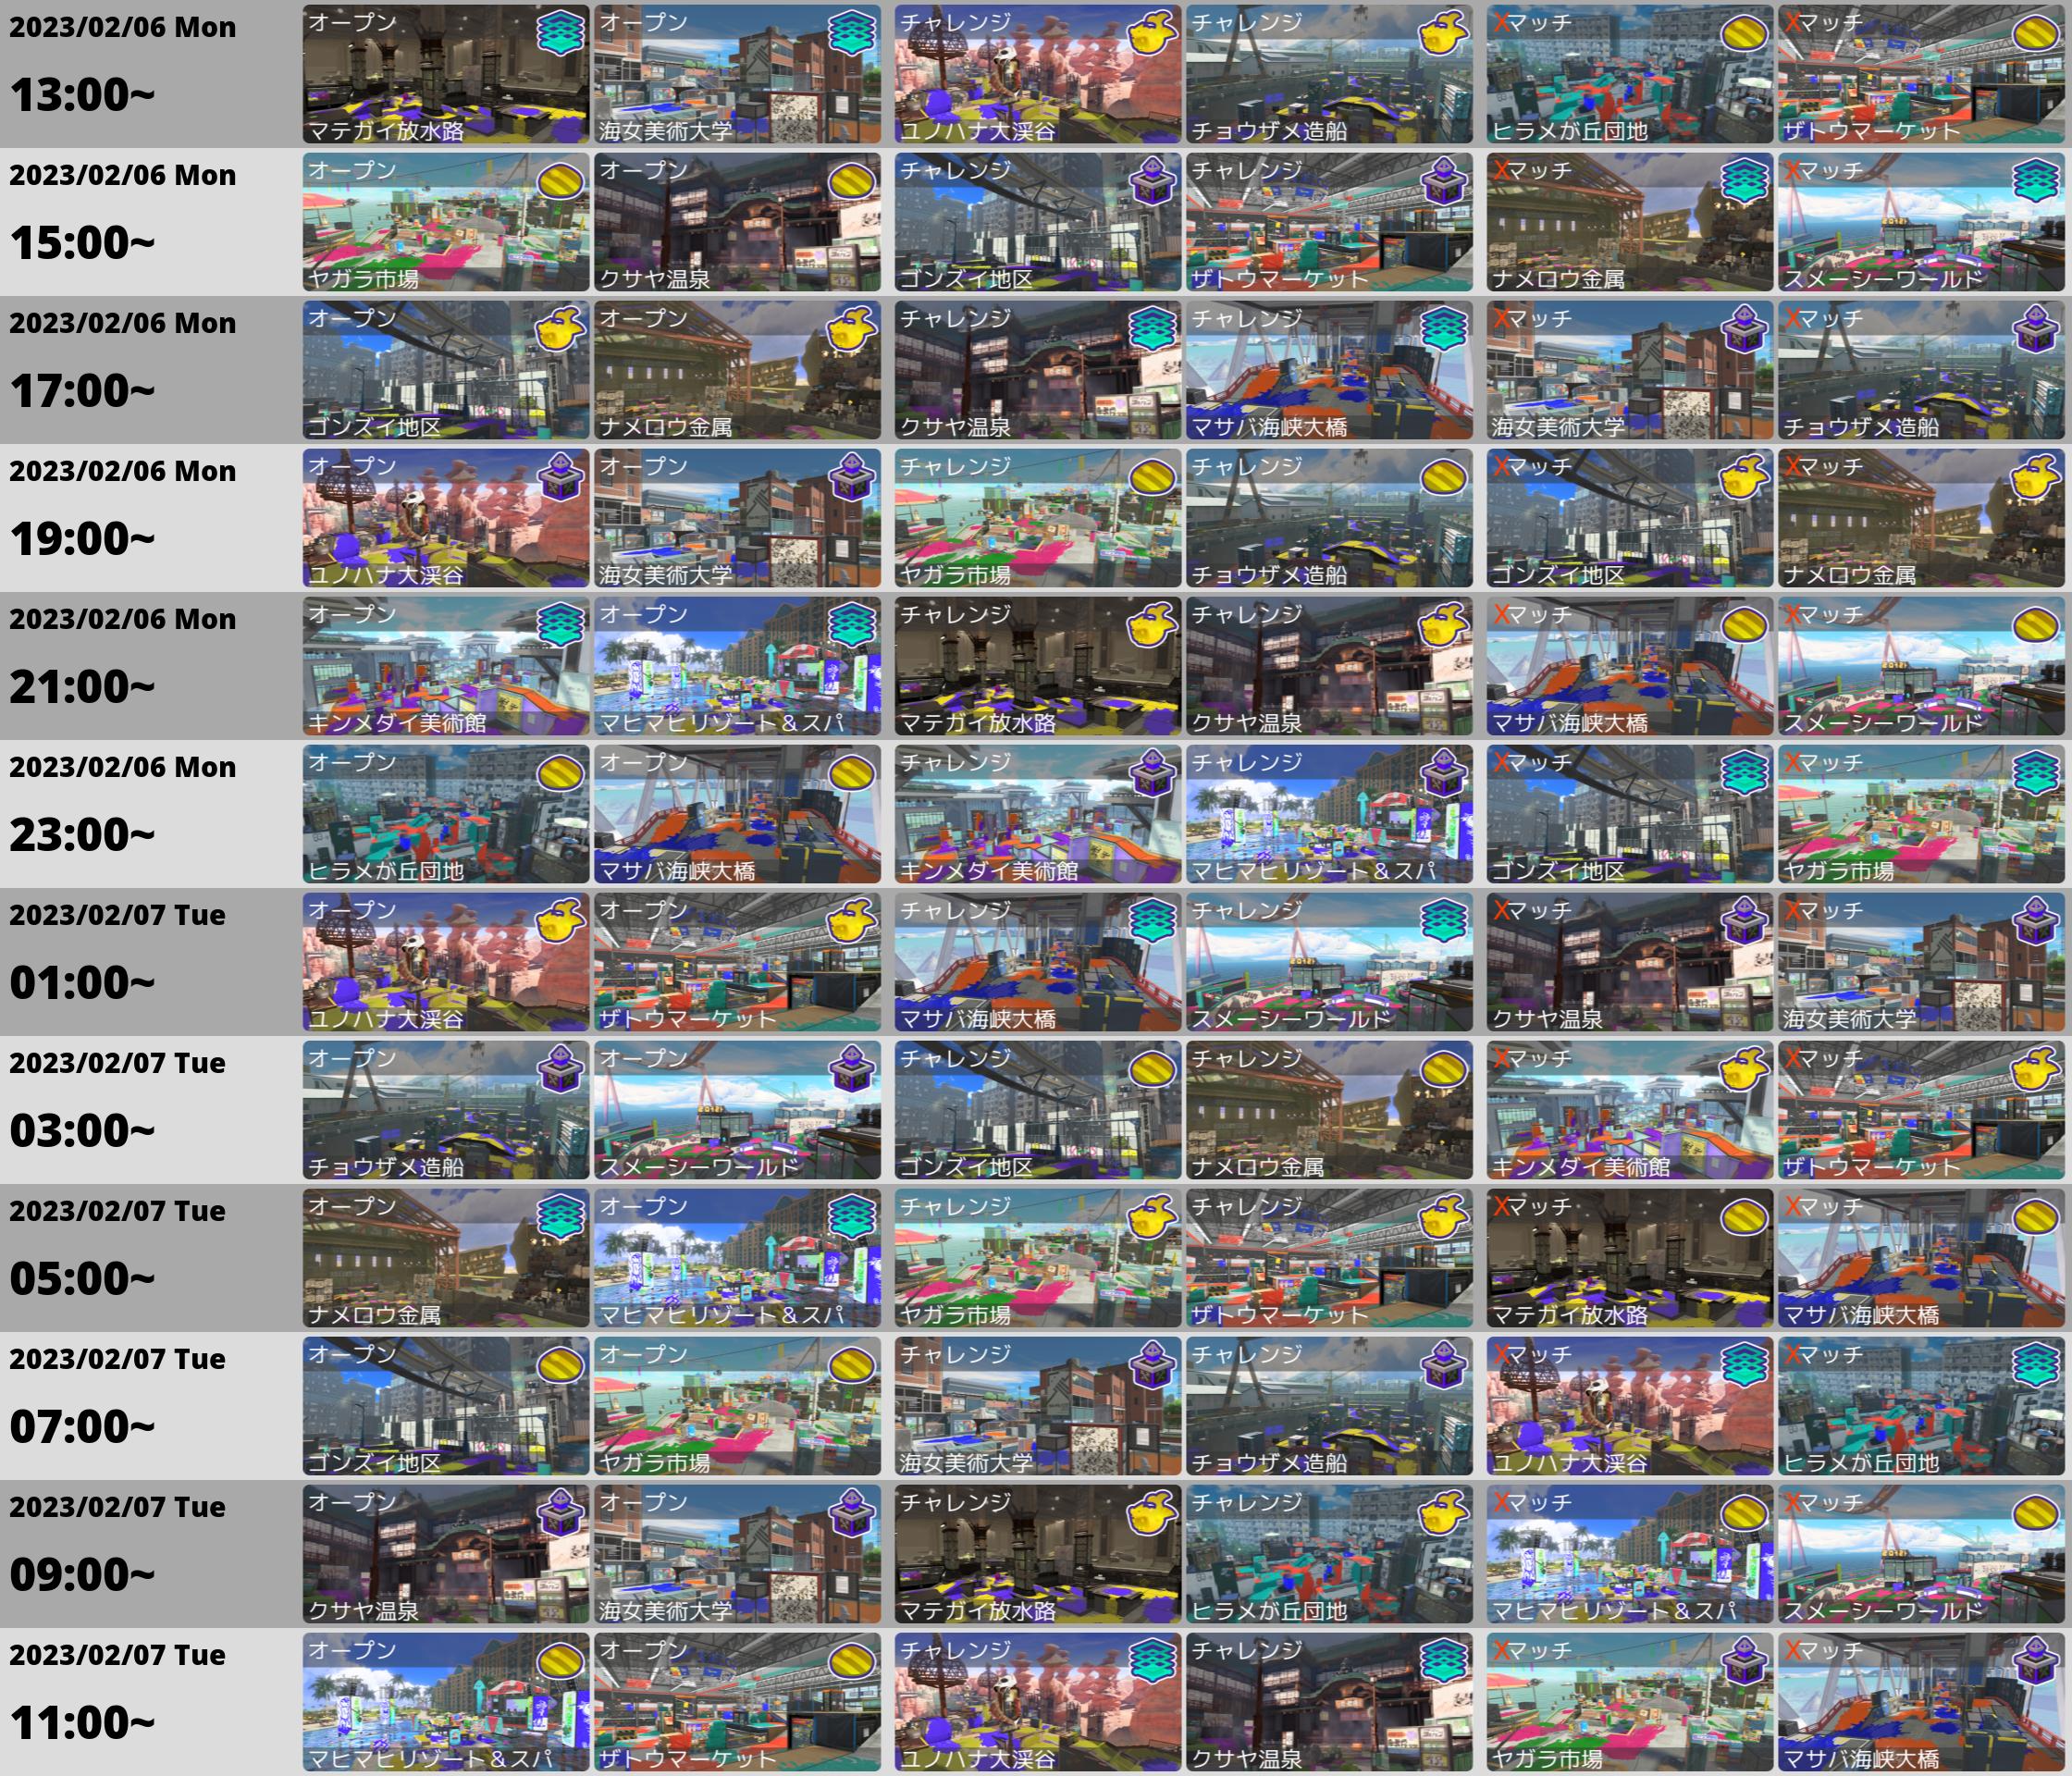 2023/02/06 Mon
13:00~
オープン
マテガイ放水路
オープン
海女美術大学
チャレンジ
ユノハナ大渓谷
チャレンジ
チョウザメ造船
Xマッチ
ヒラメが丘団地
Xマッチ
ザトウマーケット
2023/02/06 Mon
15:00~
オープン
ヤガラ市場
オープン
クサヤ温泉
チャレンジ
ゴンズイ地区
チャレンジ
ザトウマーケット
Xマッチ
ナメロウ金属
Xマッチ
スメーシーワールド
2023/02/06 Mon
17:00~
オープン
ゴンズイ地区
オープン
ナメロウ金属
チャレンジ
クサヤ温泉
チャレンジ
マサバ海峡大橋
Xマッチ
海女美術大学
Xマッチ
チョウザメ造船
2023/02/06 Mon
19:00~
オープン
ユノハナ大渓谷
オープン
海女美術大学
チャレンジ
ヤガラ市場
チャレンジ
チョウザメ造船
Xマッチ
ゴンズイ地区
Xマッチ
ナメロウ金属
2023/02/06 Mon
21:00~
オープン
キンメダイ美術館
オープン
マヒマヒリゾート＆スパ
チャレンジ
マテガイ放水路
チャレンジ
クサヤ温泉
Xマッチ
マサバ海峡大橋
Xマッチ
スメーシーワールド
2023/02/06 Mon
23:00~
オープン
ヒラメが丘団地
オープン
マサバ海峡大橋
チャレンジ
キンメダイ美術館
チャレンジ
マヒマヒリゾート＆スパ
Xマッチ
ゴンズイ地区
Xマッチ
ヤガラ市場
2023/02/07 Tue
01:00~
オープン
ユノハナ大渓谷
オープン
ザトウマーケット
チャレンジ
マサバ海峡大橋
チャレンジ
スメーシーワールド
Xマッチ
クサヤ温泉
Xマッチ
海女美術大学
2023/02/07 Tue
03:00~
オープン
チョウザメ造船
オープン
スメーシーワールド
チャレンジ
ゴンズイ地区
チャレンジ
ナメロウ金属
Xマッチ
キンメダイ美術館
Xマッチ
ザトウマーケット
2023/02/07 Tue
05:00~
オープン
ナメロウ金属
オープン
マヒマヒリゾート＆スパ
チャレンジ
ヤガラ市場
チャレンジ
ザトウマーケット
Xマッチ
マテガイ放水路
Xマッチ
マサバ海峡大橋
2023/02/07 Tue
07:00~
オープン
ゴンズイ地区
オープン
ヤガラ市場
チャレンジ
海女美術大学
チャレンジ
チョウザメ造船
Xマッチ
ユノハナ大渓谷
Xマッチ
ヒラメが丘団地
2023/02/07 Tue
09:00~
オープン
クサヤ温泉
オープン
海女美術大学
チャレンジ
マテガイ放水路
チャレンジ
ヒラメが丘団地
Xマッチ
マヒマヒリゾート＆スパ
Xマッチ
スメーシーワールド
2023/02/07 Tue
11:00~
オープン
マヒマヒリゾート＆スパ
オープン
ザトウマーケット
チャレンジ
ユノハナ大渓谷
チャレンジ
クサヤ温泉
Xマッチ
ヤガラ市場
Xマッチ
マサバ海峡大橋